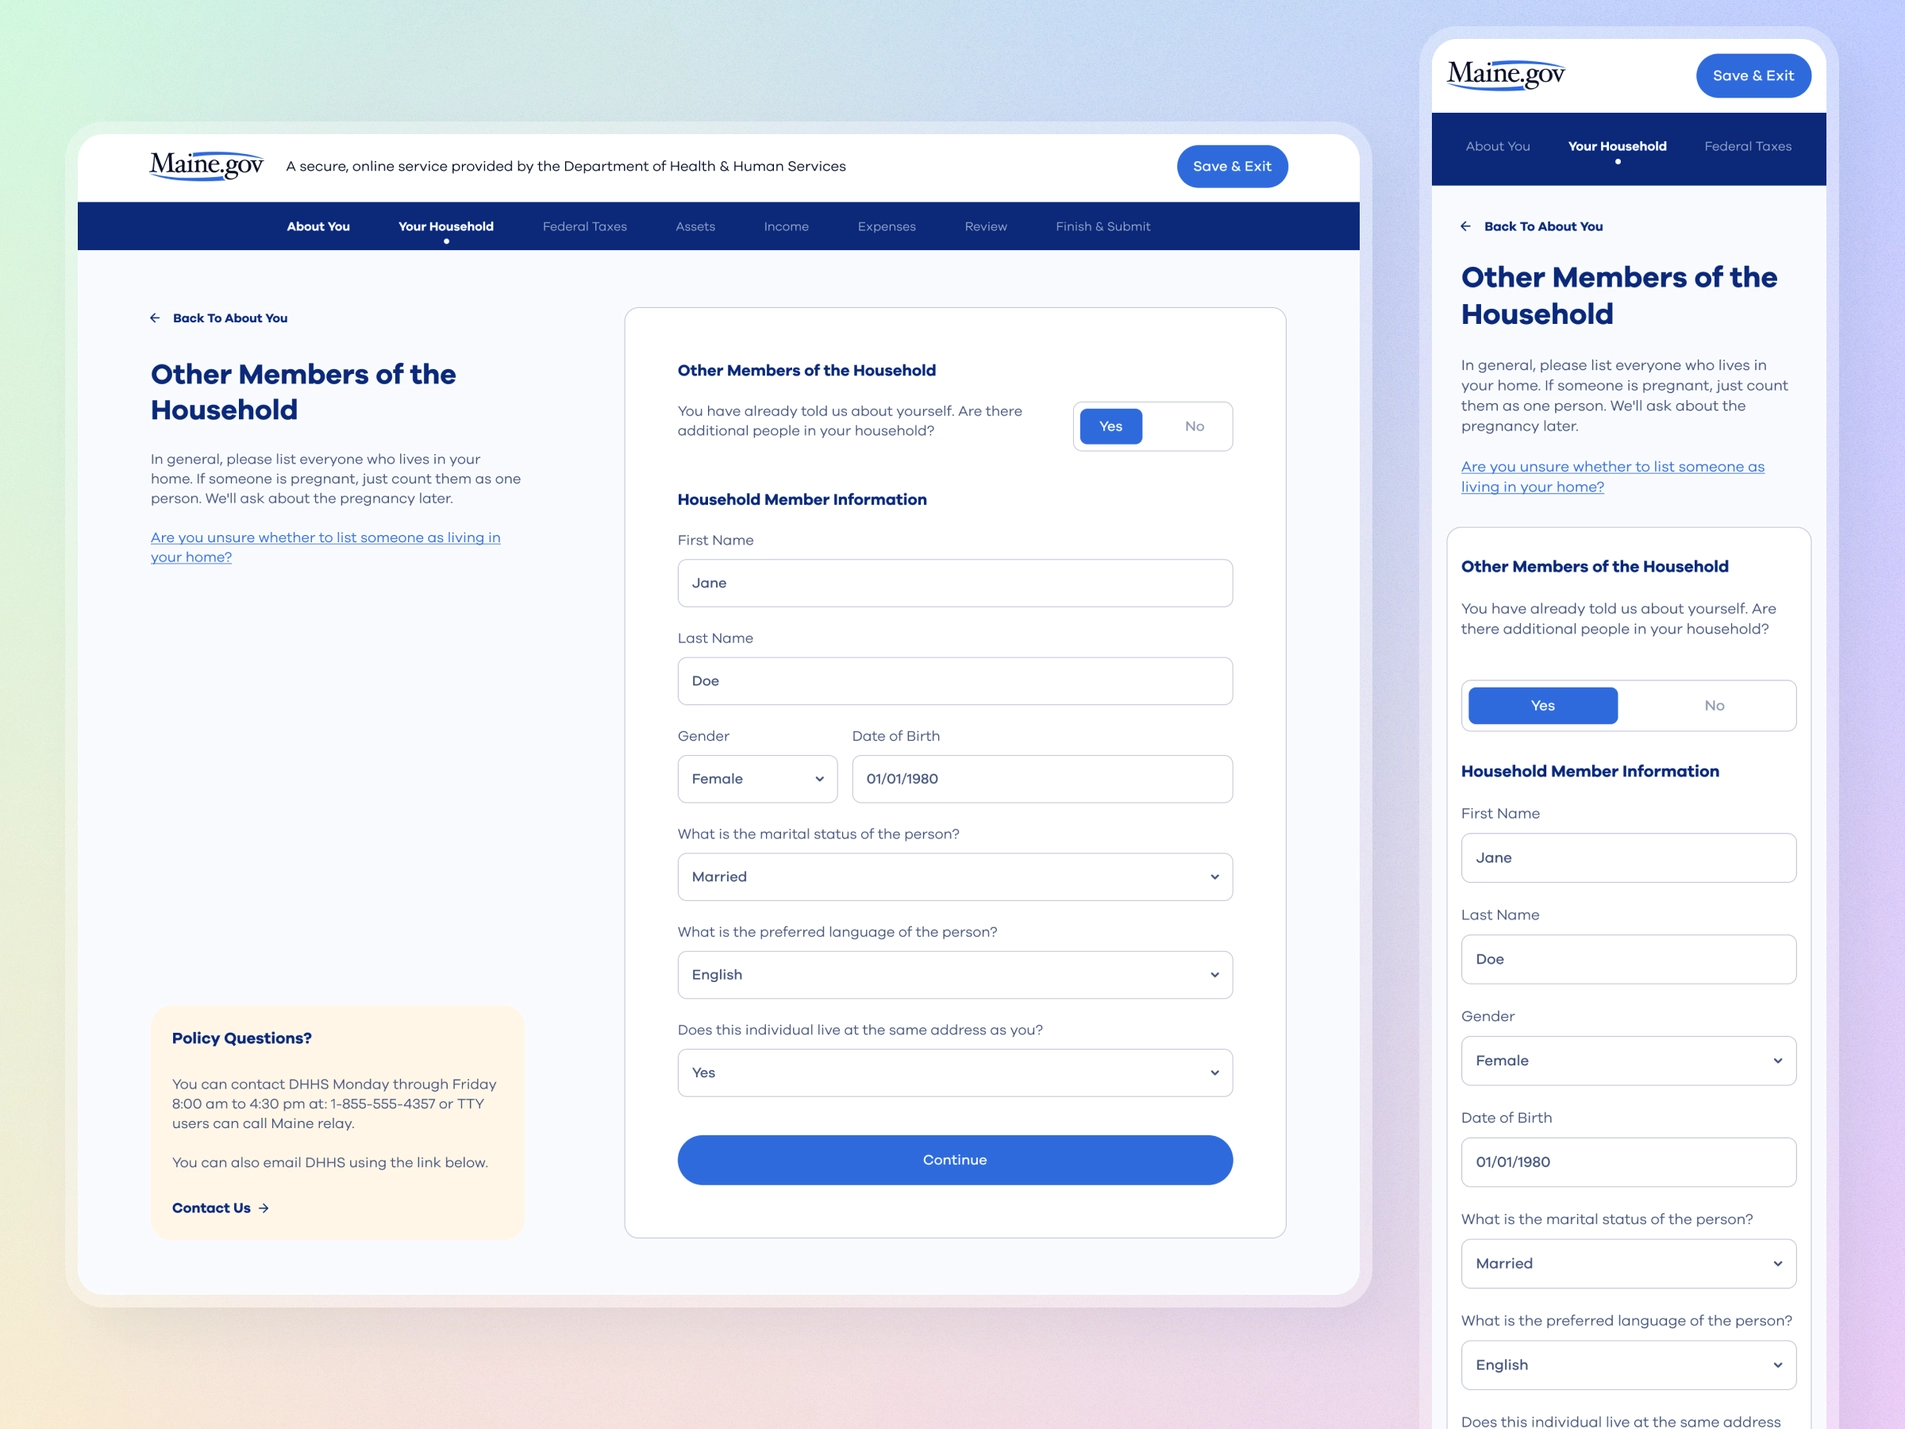 Maine.gov
A secure, online service provided by the Department of Health & Human Services
Save & Exit
About You
Your Household
Federal Taxes
Assets
Income
Expenses
Review
Finish & Submit
Back To About You
Other Members of the
Household
In general, please list everyone who lives in your
home. If someone is pregnant, just count them as one
person. We'll ask about the pregnancy later.
Are you unsure whether to list someone as living in
your home?
Policy Questions?
You can contact DHHS Monday through Friday
8:00 am to 4:30 pm at: 1-855-555-4357 or TTY
users can call Maine relay.
You can also email DHHS using the link below.
Contact Us
Other Members of the Household
You have already told us about yourself. Are there
additional people in your household?
Yes
No
Household Member Information
First Name
Jane
Last Name
Doe
Gender
Female
Date of Birth
01/01/1980
What is the marital status of the person?
Married
What is the preferred language of the person?
English
Does this individual live at the same address as you?
Yes
Continue
Maine.gov
Save & Exit
About You
Your Household
Federal Taxes
Back To About You
Other Members of the
Household
In general, please list everyone who lives in
your home. If someone is pregnant, just count
them as one person. We'll ask about the
pregnancy later.
Are you unsure whether to list someone as
living in your home?
Other Members of the Household
You have already told us about yourself. Are
there additional people in your household?
Yes
No
Household Member Information
First Name
Jane
Last Name
Doe
Gender
Female
Date of Birth
01/01/1980
What is the marital status of the person?
Married
What is the preferred language of the person?
English
Does this individual live at the same address